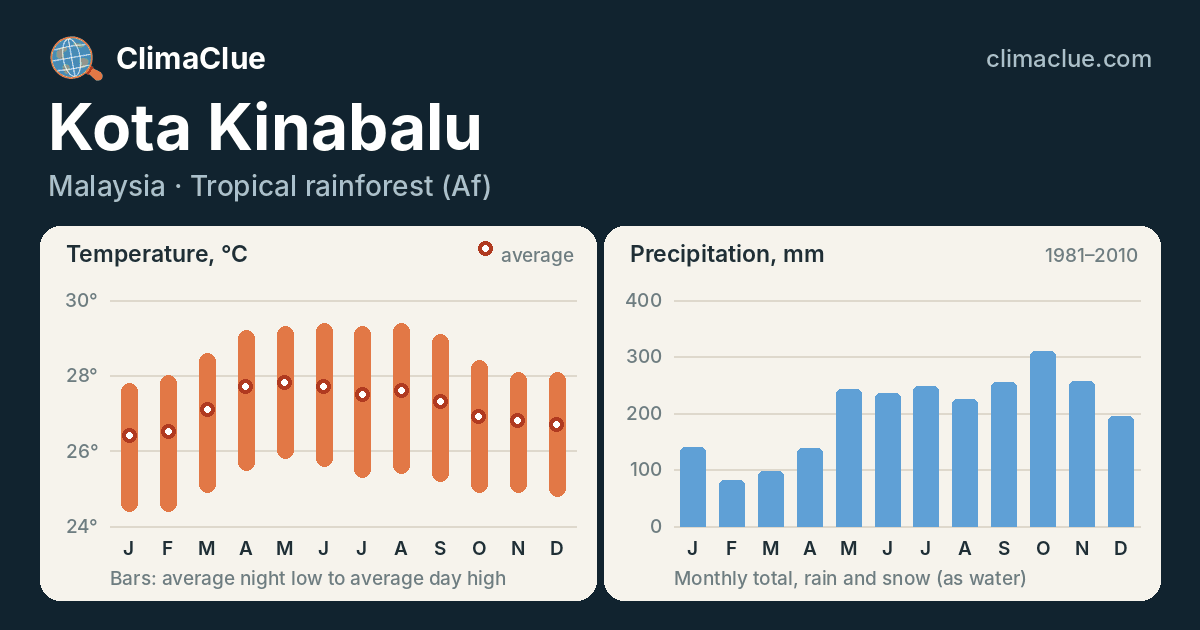 ClimaClue
climaclue.com
Kota Kinabalu
Malaysia · Tropical rainforest (Af)
Temperature, °C
average
30°
28°
26°
24°
J F M A M J J A S O N D
Bars: average night low to average day high
Precipitation, mm
1981–2010
400
300
200
100
0
J F M A M J J A S O N D
Monthly total, rain and snow (as water)